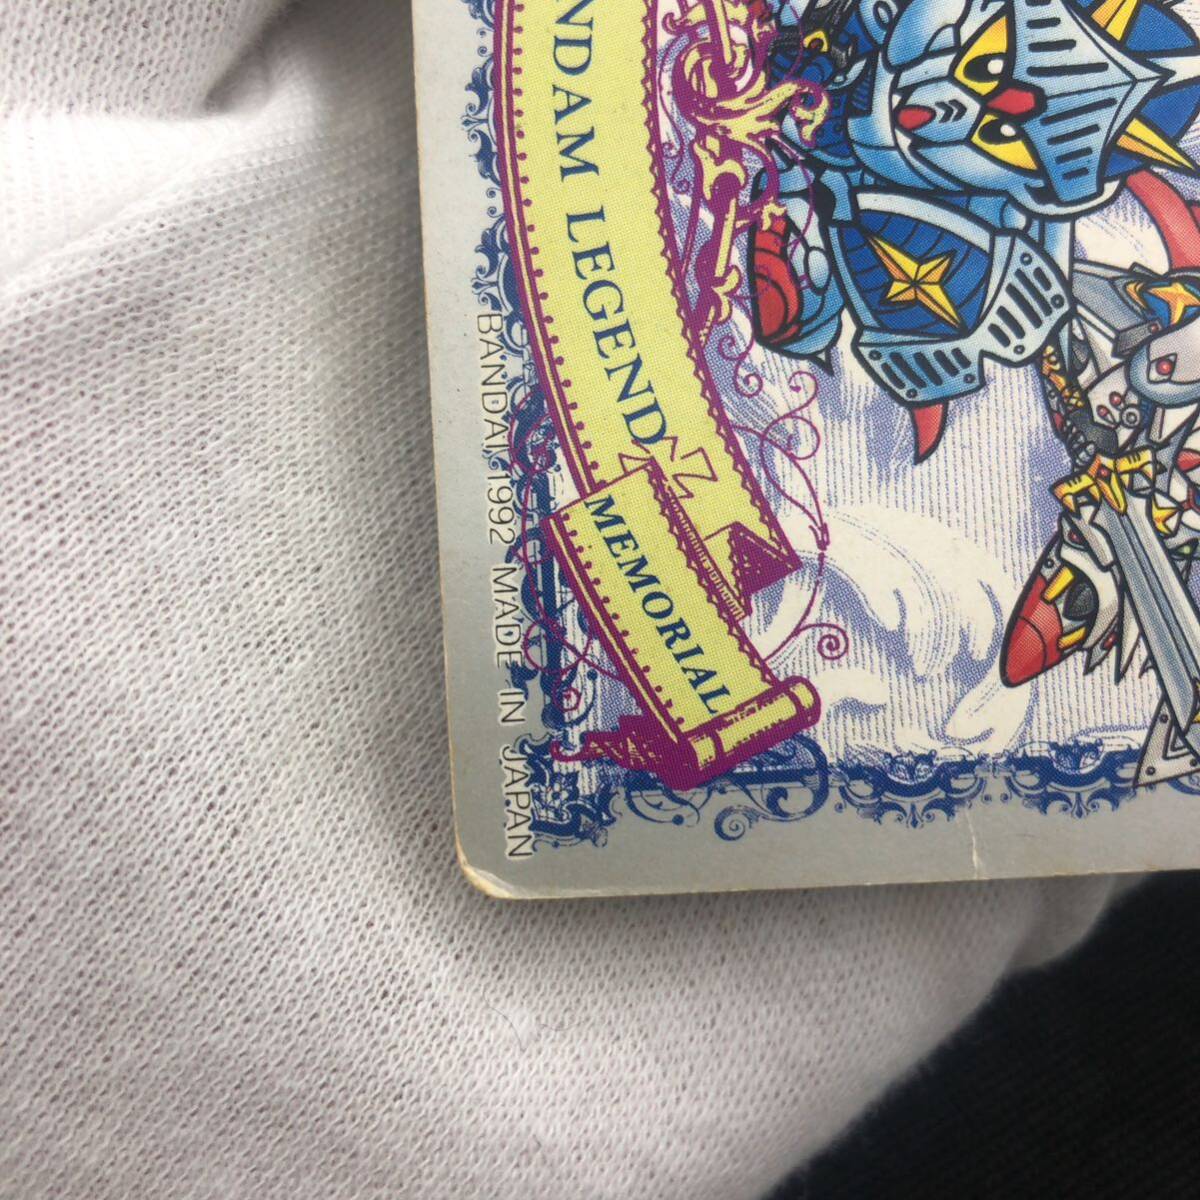 NDAM LEGEND
MEMORIAL
BANDAI 1992 MADE IN JAPAN